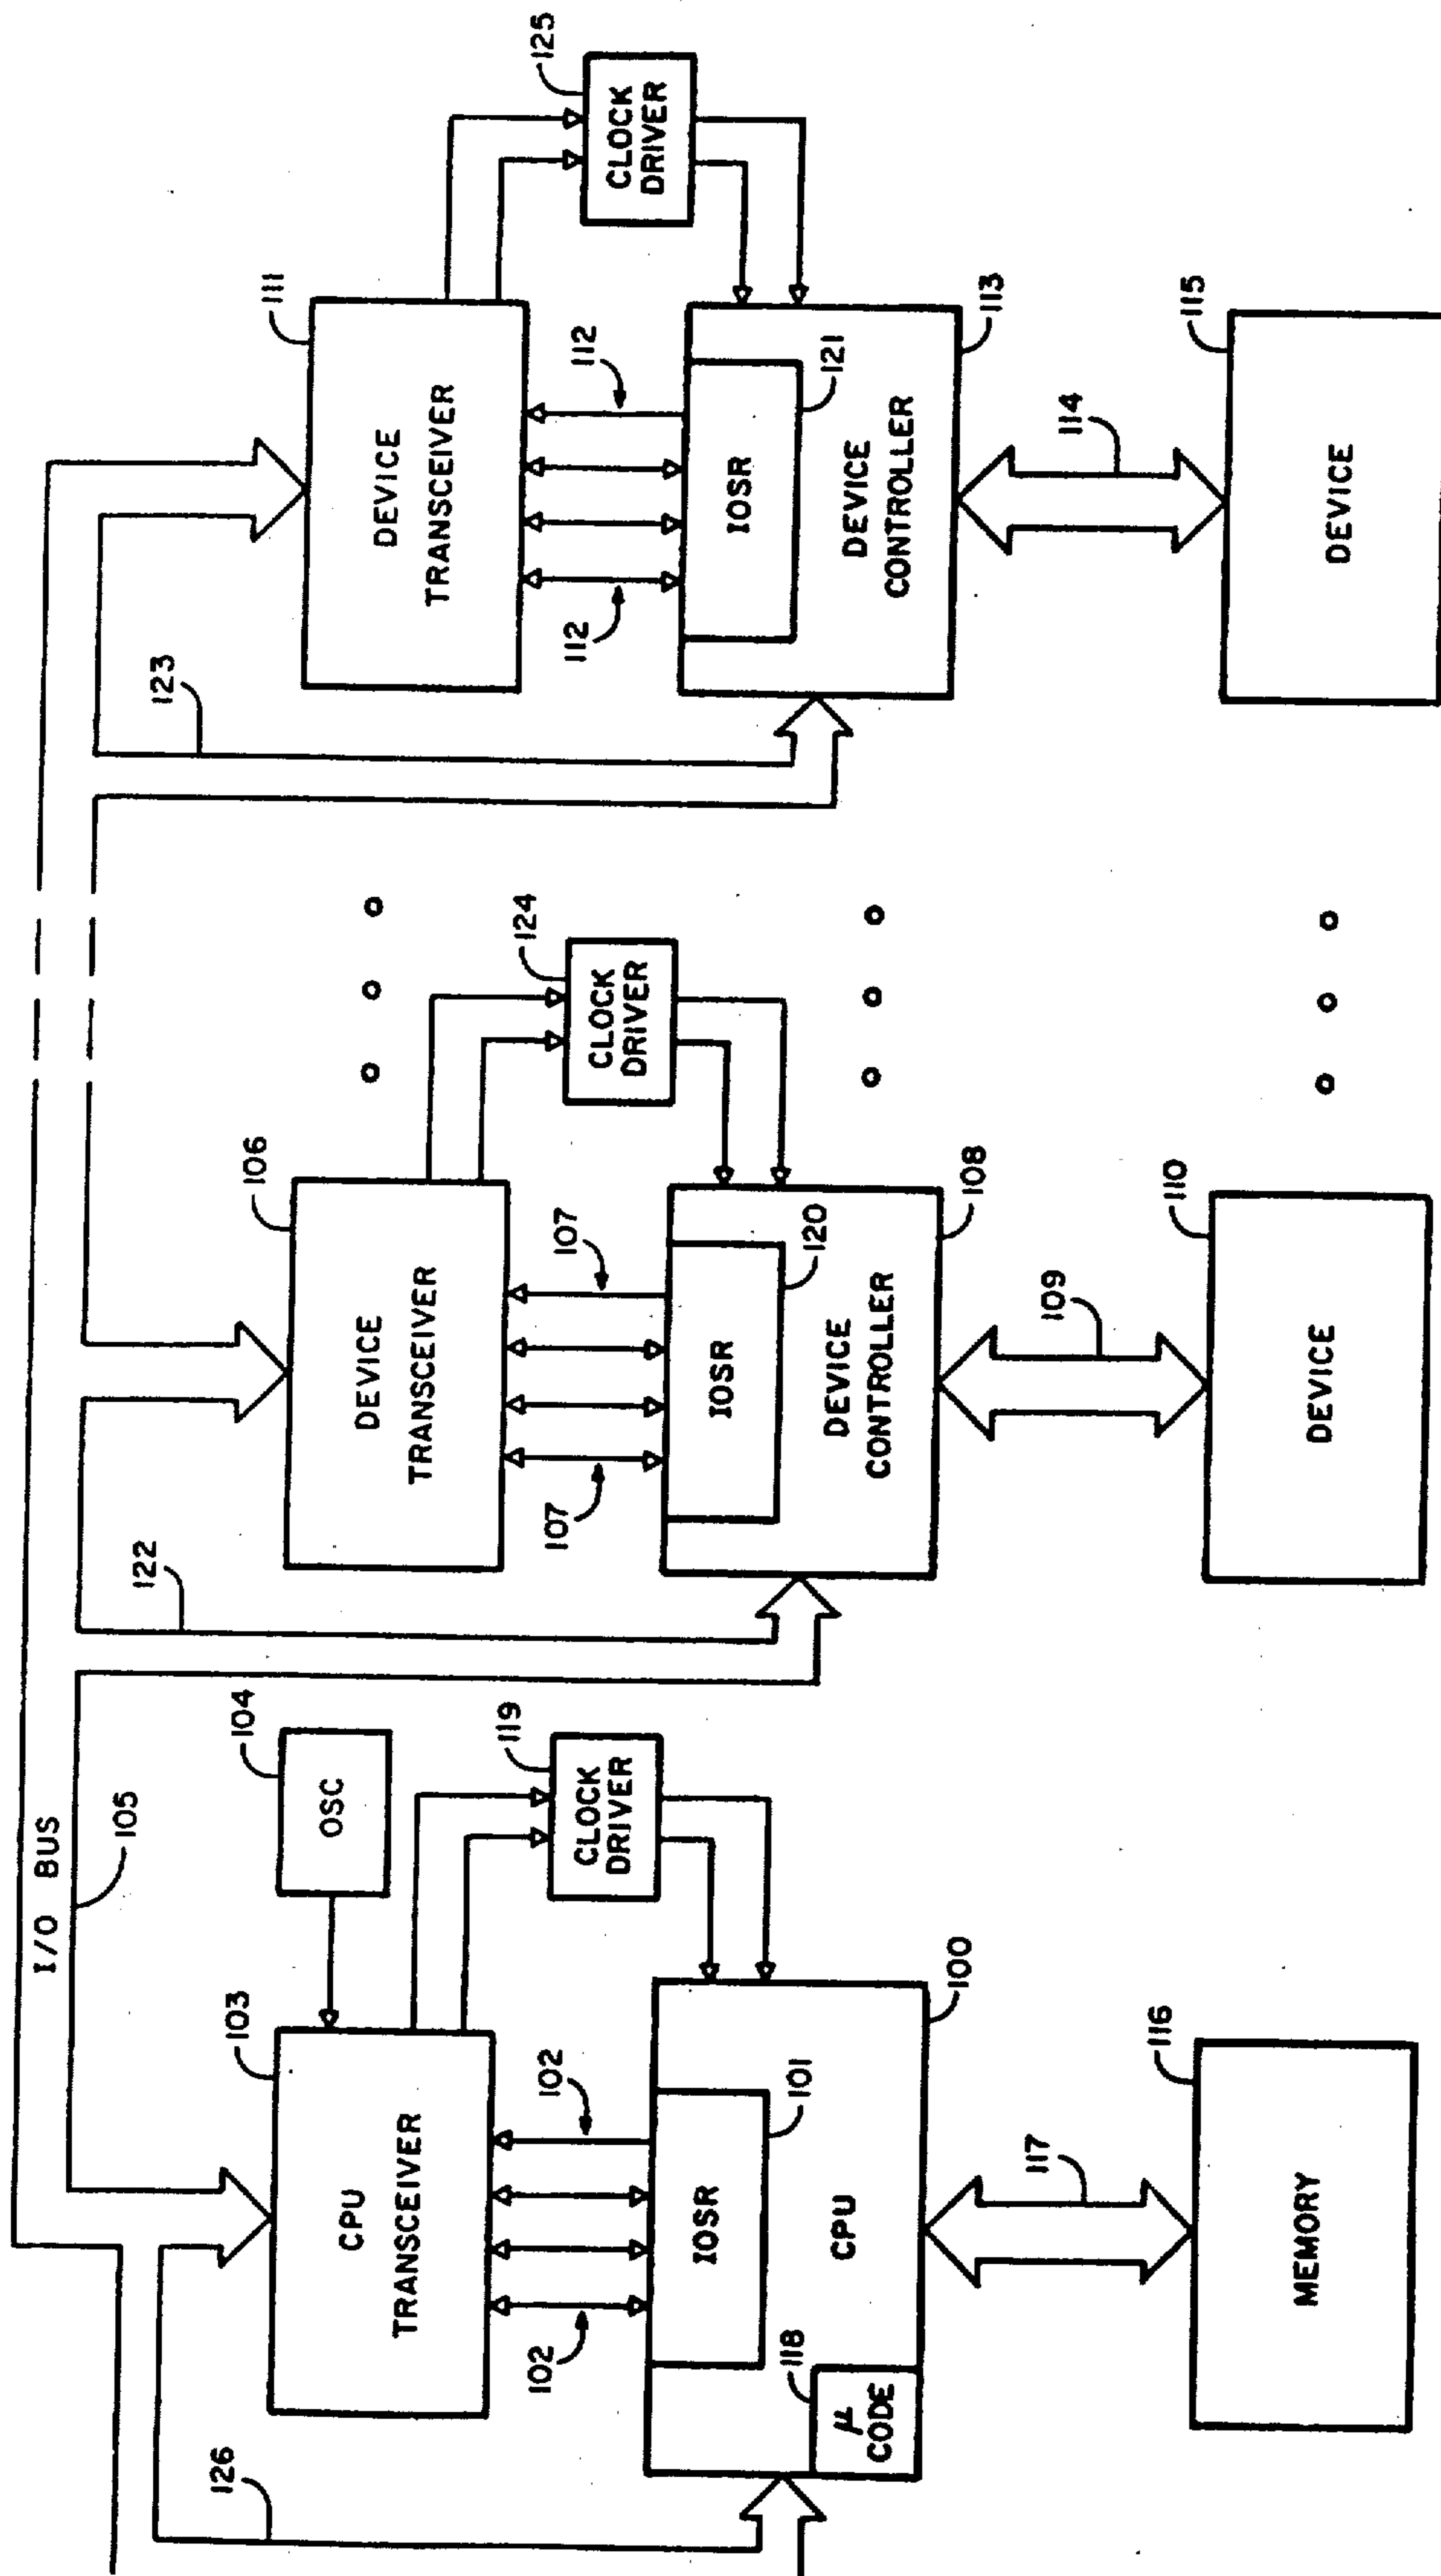 I/O BUS
105
126
103
CPU
TRANSCEIVER
104
OSC
102
102
119
CLOCK
DRIVER
101
IOSR
118
μ
CODE
CPU
100
117
116
MEMORY
122
106
DEVICE
TRANSCEIVER
107
107
124
CLOCK
DRIVER
120
IOSR
DEVICE
CONTROLLER
108
109
110
DEVICE
123
111
DEVICE
TRANSCEIVER
112
112
125
CLOCK
DRIVER
121
IOSR
DEVICE
CONTROLLER
113
114
115
DEVICE